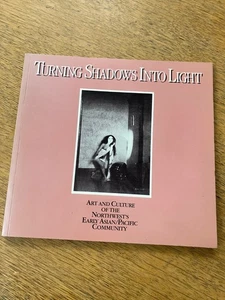 TURNING SHADOWS INTO LIGHT
ART AND CULTURE
OF THE
NORTHWEST'S
EARLY ASIAN/PACIFIC
COMMUNITY